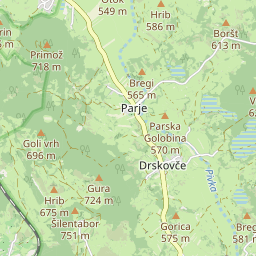 Otok
549 m
Hrib
586 m
Boršt
613 m
Primož
718 m
Bregi
565 m
Parje
Parska
Golobina
570 m
Goli vrh
696 m
Drskovče
Pivka
Gura
724 m
Hrib
675 m
Šilentabor
751 m
Gorica
575 m
581 m